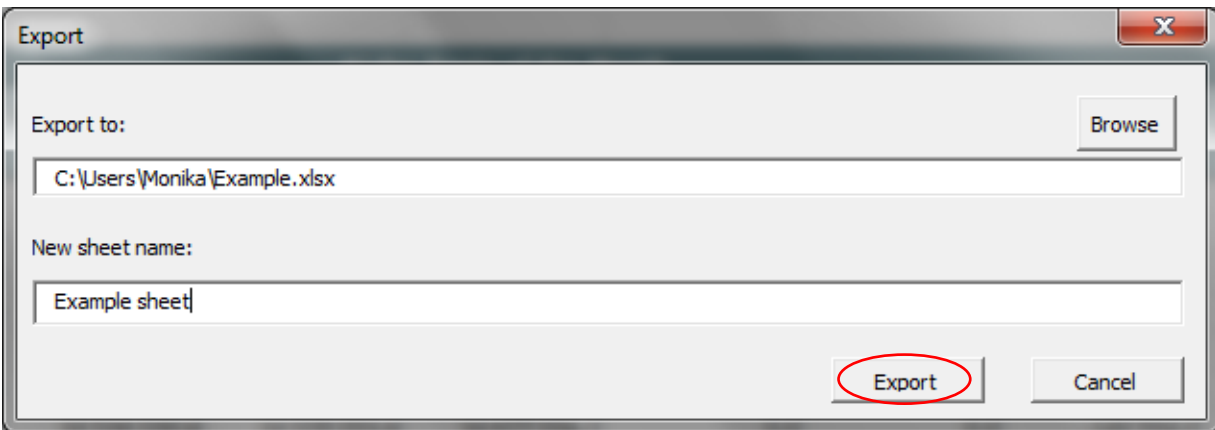 Export
X
Export to:
Browse
C:\Users\Monika\Example.xlsx
New sheet name:
Example sheet
Export
Cancel